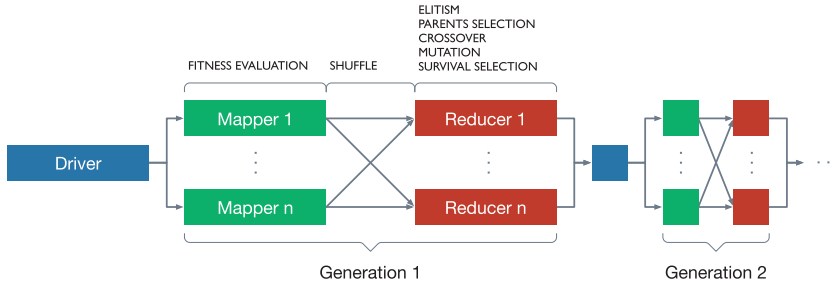 ELITISM
PARENTS SELECTION
CROSSOVER
MUTATION
SURVIVAL SELECTION
FITNESS EVALUATION
SHUFFLE
Mapper 1
Reducer 1
Driver
Mapper n
Reducer n
Generation 1
Generation 2